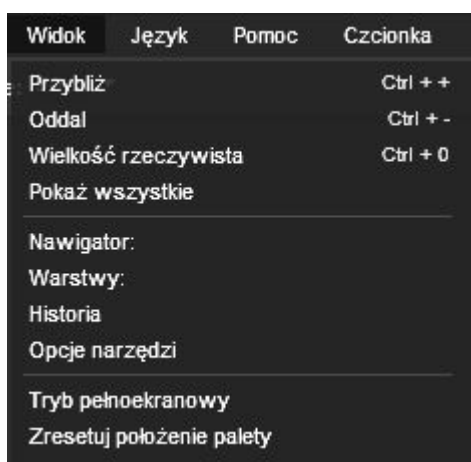 Widok Język Pomoc Czcionka
Przybliż Ctrl + +
Oddal Ctrl + -
Wielkość rzeczywista Ctrl + 0
Pokaż wszystkie
Nawigator:
Warstwy:
Historia
Opcje narzędzi
Tryb pełnoekranowy
Zresetuj położenie palety